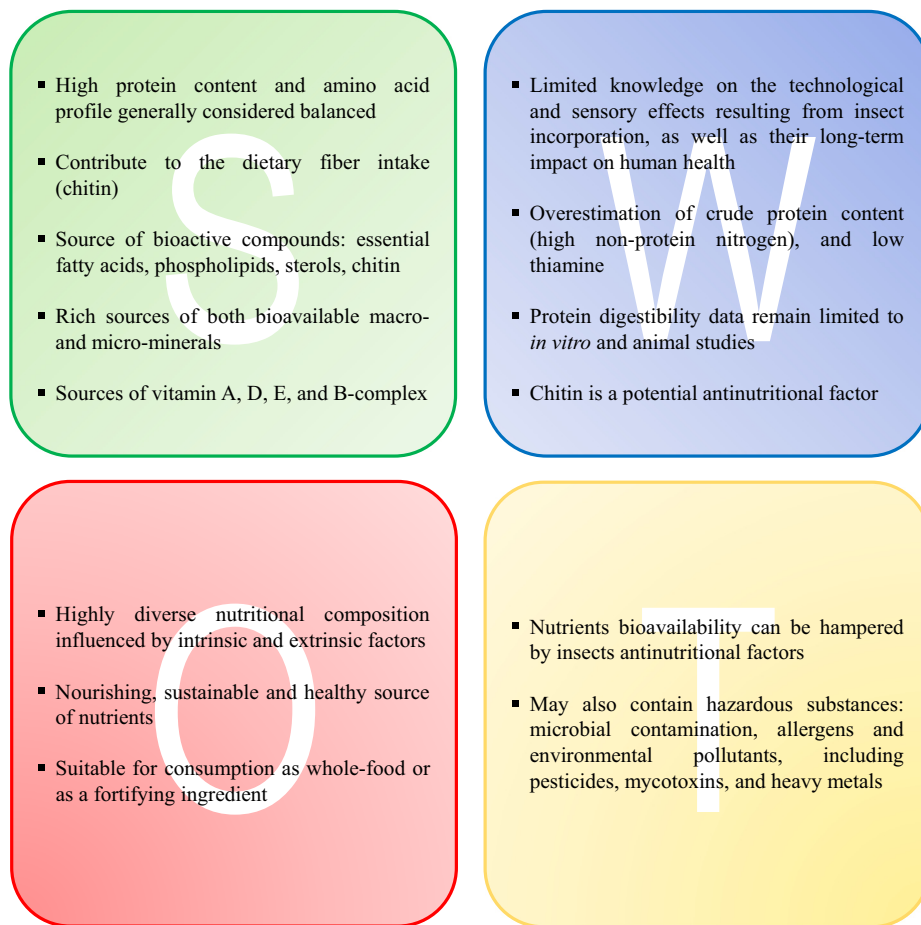 S
▪ High protein content and amino acid
profile generally considered balanced
▪ Contribute to the dietary fiber intake
(chitin)
▪ Source of bioactive compounds: essential
fatty acids, phospholipids, sterols, chitin
▪ Rich sources of both bioavailable macro-
and micro-minerals
▪ Sources of vitamin A, D, E, and B-complex
W
▪ Limited knowledge on the technological
and sensory effects resulting from insect
incorporation, as well as their long-term
impact on human health
▪ Overestimation of crude protein content
(high non-protein nitrogen), and low
thiamine
▪ Protein digestibility data remain limited to
in vitro and animal studies
▪ Chitin is a potential antinutritional factor
O
▪ Highly diverse nutritional composition
influenced by intrinsic and extrinsic factors
▪ Nourishing, sustainable and healthy source
of nutrients
▪ Suitable for consumption as whole-food or
as a fortifying ingredient
T
▪ Nutrients bioavailability can be hampered
by insects antinutritional factors
▪ May also contain hazardous substances:
microbial contamination, allergens and
environmental pollutants, including
pesticides, mycotoxins, and heavy metals